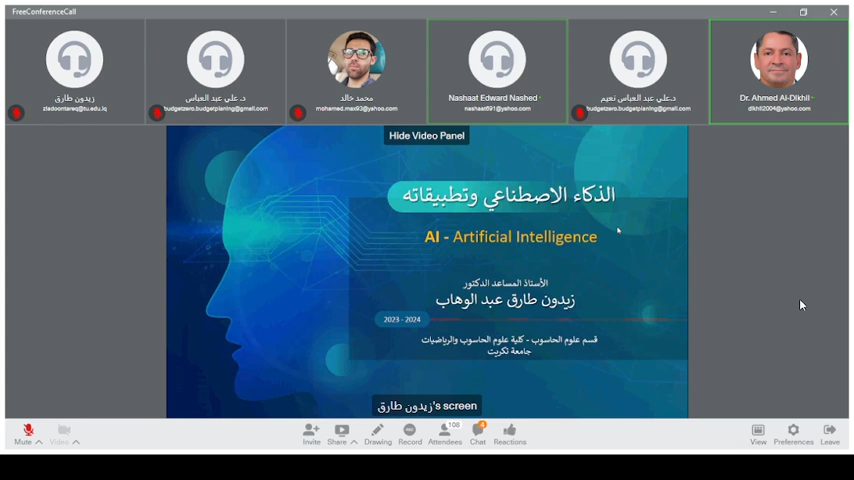 FreeConferenceCall
زيدون طارق
ziadoontareq@tu.edu.iq
د. علي عبد العباس
budgetzero.budgetplaning@gmail.com
محمد خالد
mohamed.max93@yahoo.com
Nashaat Edward Nashed
nashaat691@yahoo.com
د.علي عبد العباس نعيم
budgetzero.budgetplaning@gmail.com
Dr. Ahmed Al-Dlkhil
dlkhil2004@yahoo.com
Hide Video Panel
الذكاء الاصطناعي وتطبيقاته
AI - Artificial Intelligence
الأستاذ المساعد الدكتور
زيدون طارق عبد الوهاب
2023 - 2024
قسم علوم الحاسوب - كلية علوم الحاسوب والرياضيات
جامعة تكريت
زيدون طارق's screen
Mute
Video
Invite
Share
Drawing
REC
Record
108
Attendees
4
Chat
Reactions
View
Preferences
Leave